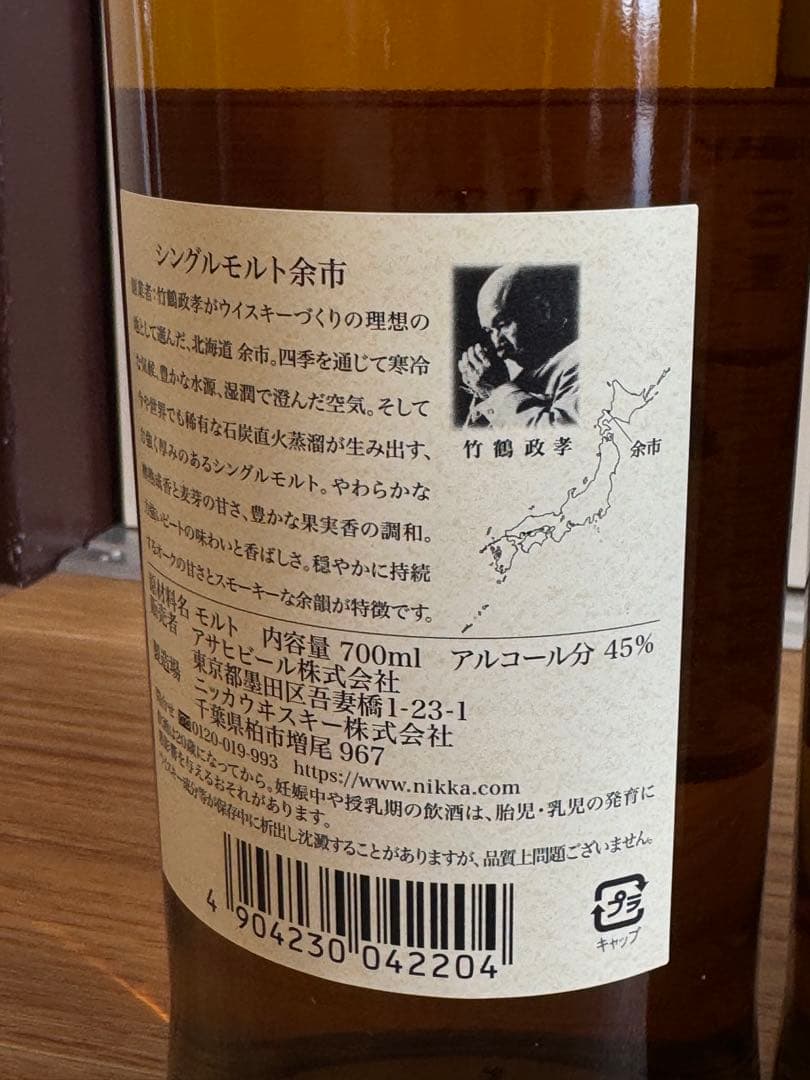 シングルモルト余市
創業者:竹鶴政孝がウイスキーづくりの理想の
地として選んだ、北海道 余市。四季を通じて寒冷
な気候、豊かな水源、湿潤で澄んだ空気。そして
今や世界でも稀有な石炭直火蒸溜が生み出す、
力強く厚みのあるシングルモルト。やわらかな
樽熟成香と麦芽の甘さ、豊かな果実香の調和。
力強いピートの味わいと香ばしさ。穏やかに持続
するオークの甘さとスモーキーな余韻が特徴です。
竹鶴政孝
余市
原材料名 モルト 内容量 700ml アルコール分 45%
販売者 アサヒビール株式会社
東京都墨田区吾妻橋1-23-1
製造場 ニッカウヰスキー株式会社
千葉県柏市増尾 967
0120-019-993 https://www.nikka.com
飲酒は20歳になってから。妊娠中や授乳期の飲酒は、胎児・乳児の発育に
悪影響を与えるおそれがあります。
ウイスキー成分等が保存中に析出し沈澱することがありますが、品質上問題ございません。
4 904230 042204
プラ
キャップ